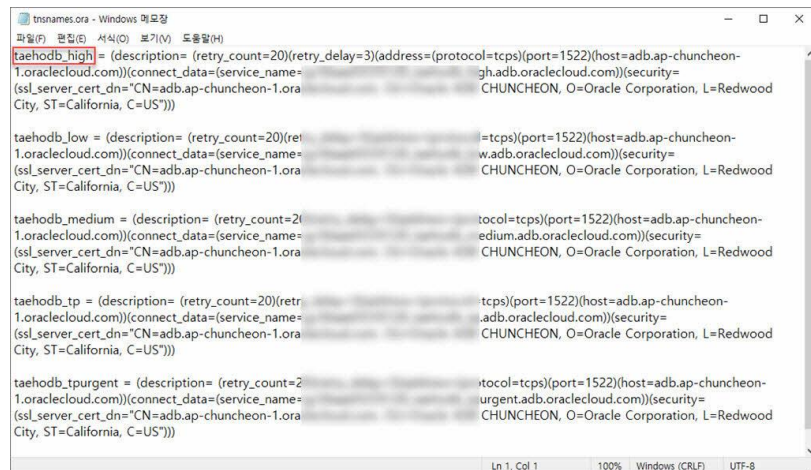 tnsnames.ora - Windows 메모장
파일(F) 편집(E) 서식(O) 보기(V) 도움말(H)
taehodb_high = (description= (retry_count=20)(retry_delay=3)(address=(protocol=tcps)(port=1522)(host=adb.ap-chuncheon-
1.oraclecloud.com))(connect_data=(service_name= gh.adb.oraclecloud.com))(security=
(ssl_server_cert_dn="CN=adb.ap-chuncheon-1.ora CHUNCHEON, O=Oracle Corporation, L=Redwood
City, ST=California, C=US")))
taehodb_low = (description= (retry_count=20)(ret =tcps)(port=1522)(host=adb.ap-chuncheon-
1.oraclecloud.com))(connect_data=(service_name= w.adb.oraclecloud.com))(security=
(ssl_server_cert_dn="CN=adb.ap-chuncheon-1.ora CHUNCHEON, O=Oracle Corporation, L=Redwood
City, ST=California, C=US")))
taehodb_medium = (description= (retry_count=2 tocol=tcps)(port=1522)(host=adb.ap-chuncheon-
1.oraclecloud.com))(connect_data=(service_name= edium.adb.oraclecloud.com))(security=
(ssl_server_cert_dn="CN=adb.ap-chuncheon-1.ora CHUNCHEON, O=Oracle Corporation, L=Redwood
City, ST=California, C=US")))
taehodb_tp = (description= (retry_count=20)(retr =tcps)(port=1522)(host=adb.ap-chuncheon-
1.oraclecloud.com))(connect_data=(service_name= .adb.oraclecloud.com))(security=
(ssl_server_cert_dn="CN=adb.ap-chuncheon-1.ora CHUNCHEON, O=Oracle Corporation, L=Redwood
City, ST=California, C=US")))
taehodb_tpurgent = (description= (retry_count=2 otocol=tcps)(port=1522)(host=adb.ap-chuncheon-
1.oraclecloud.com))(connect_data=(service_name= urgent.adb.oraclecloud.com))(security=
(ssl_server_cert_dn="CN=adb.ap-chuncheon-1.ora CHUNCHEON, O=Oracle Corporation, L=Redwood
City, ST=California, C=US")))
Ln 1, Col 1 100% Windows (CRLF) UTF-8